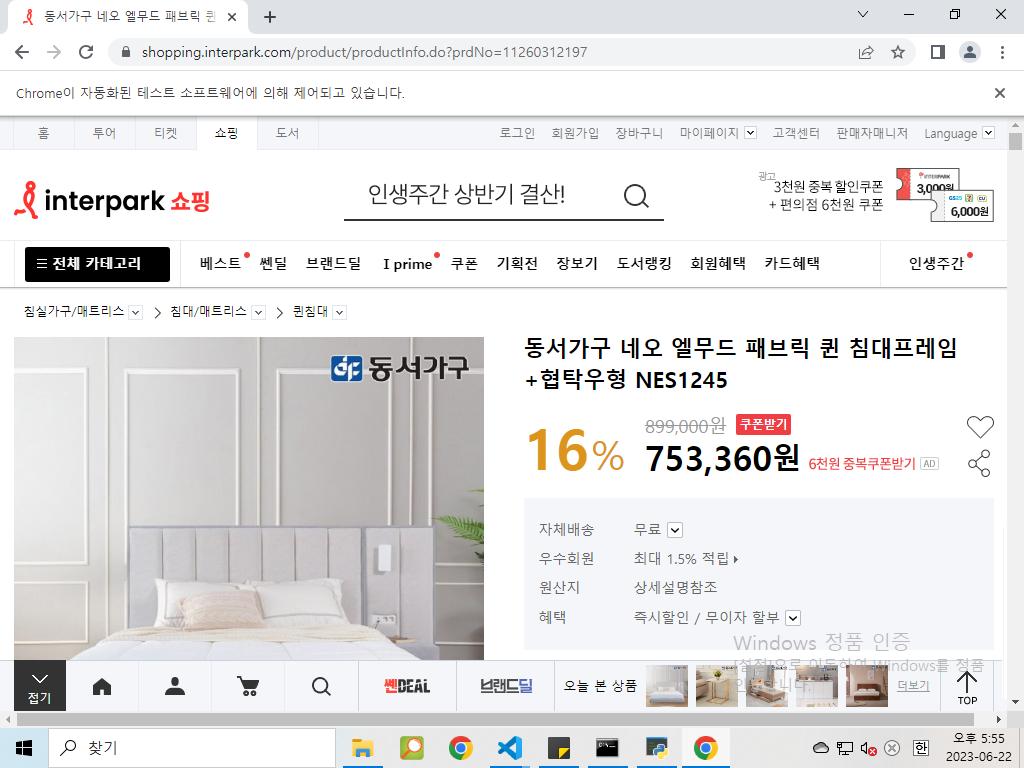 동서가구 네오 엘무드 패브릭 퀸
shopping.interpark.com/product/productInfo.do?prdNo=11260312197
Chrome이 자동화된 테스트 소프트웨어에 의해 제어되고 있습니다.
홈 투어 티켓 쇼핑 도서 로그인 회원가입 장바구니 마이페이지 고객센터 판매자매니저 Language
광고
interpark 쇼핑 인생주간 상반기 결산! 3천원 중복 할인쿠폰
+ 편의점 6천원 쿠폰
INTERPARK
3,000원
GS25 CU
6,000원
전체 카테고리 베스트 쎈딜 브랜드딜 I prime 쿠폰 기획전 장보기 도서랭킹 회원혜택 카드혜택 인생주간
침실가구/매트리스 침대/매트리스 퀸침대
동서가구
동서가구 네오 엘무드 패브릭 퀸 침대프레임
+협탁우형 NES1245
16%
899,000원 쿠폰받기
753,360원 6천원 중복쿠폰받기 AD
자체배송 무료
우수회원 최대 1.5% 적립
원산지 상세설명참조
혜택 즉시할인 / 무이자 할부
Windows 정품 인증
[설정]으로 이동하여 Windows를 정품
인증합니다.
접기 쎈DEAL 브랜드딜 오늘 본 상품 더보기 TOP
찾기
한
오후 5:55
2023-06-22